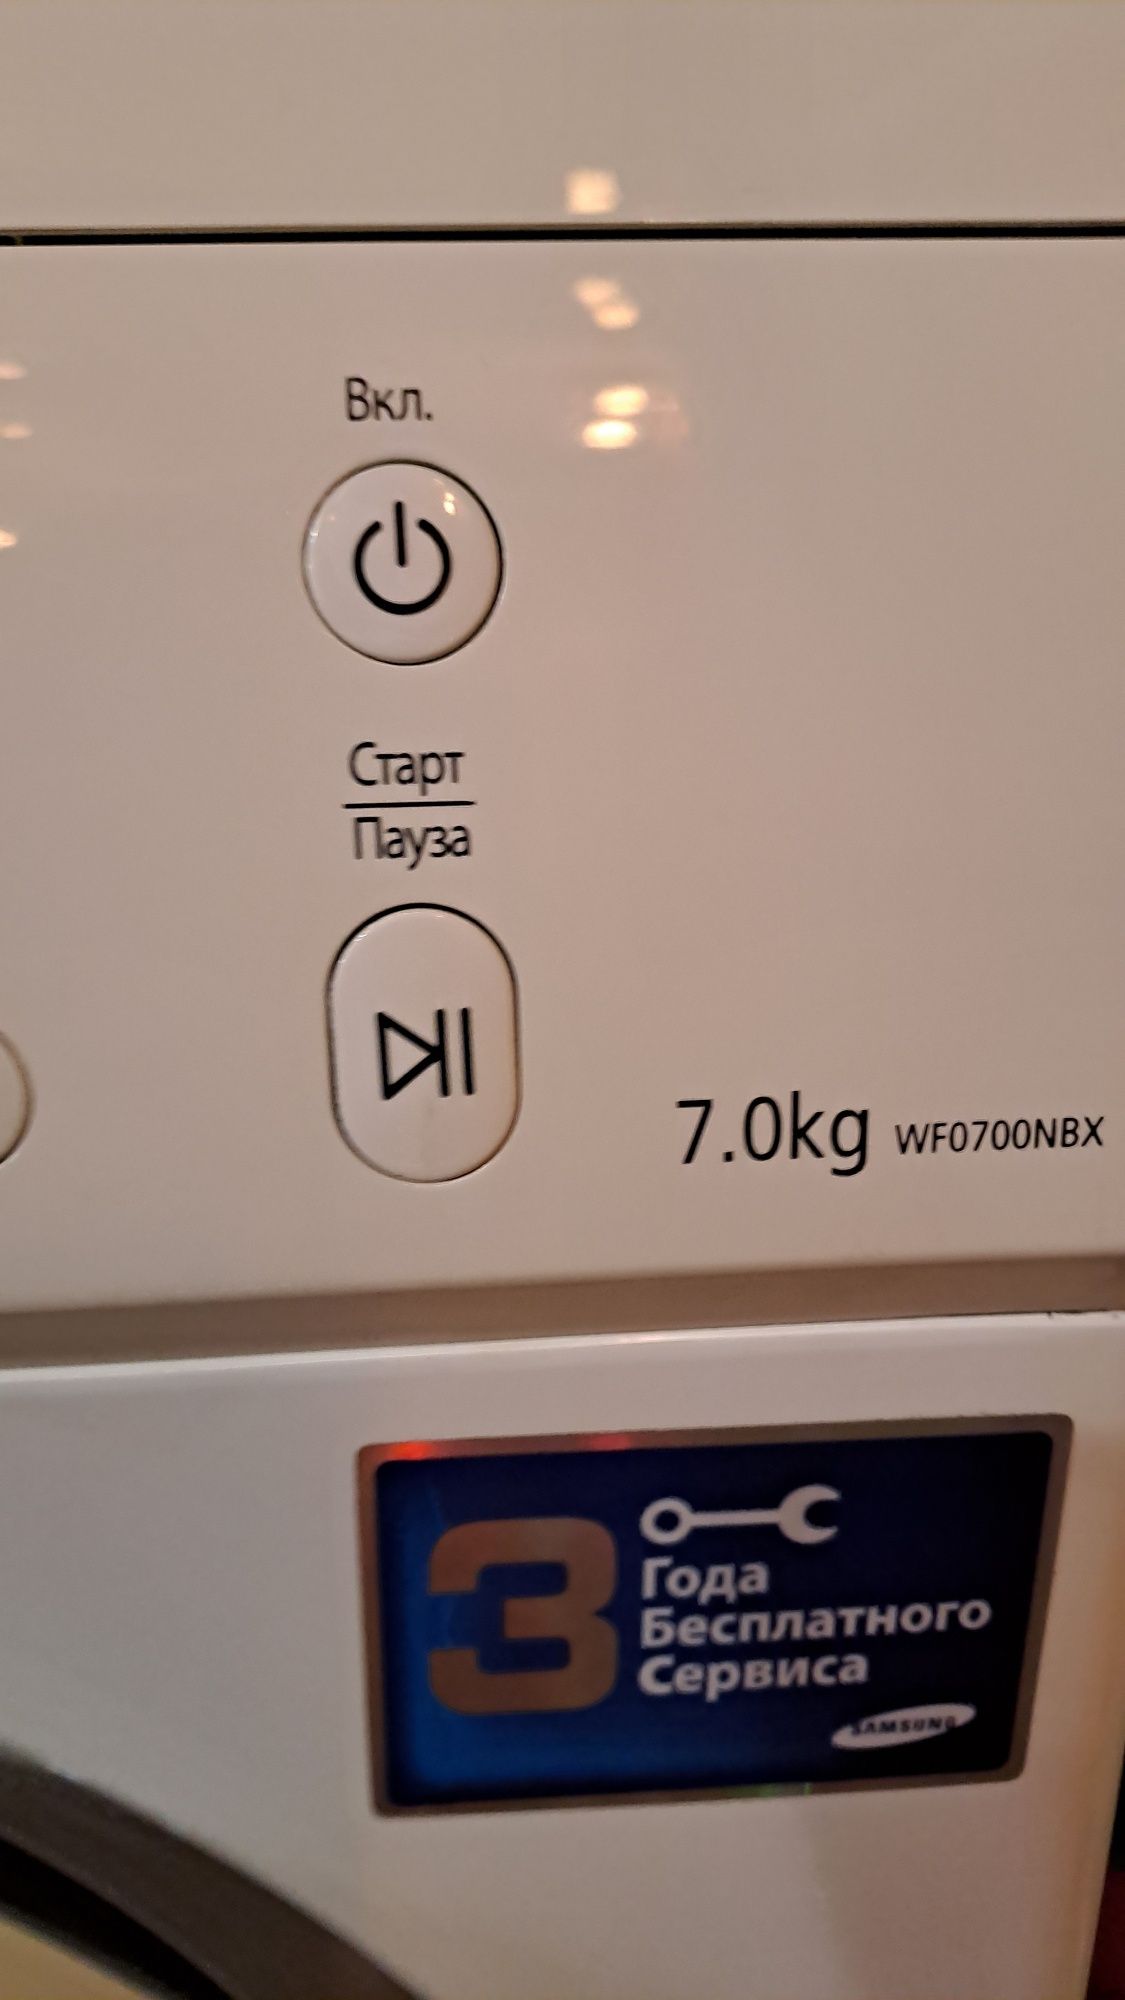 Вкл.
Старт
Пауза
7.0kg WF0700NBX
3
Года
Бесплатного
Сервиса
SAMSUNG